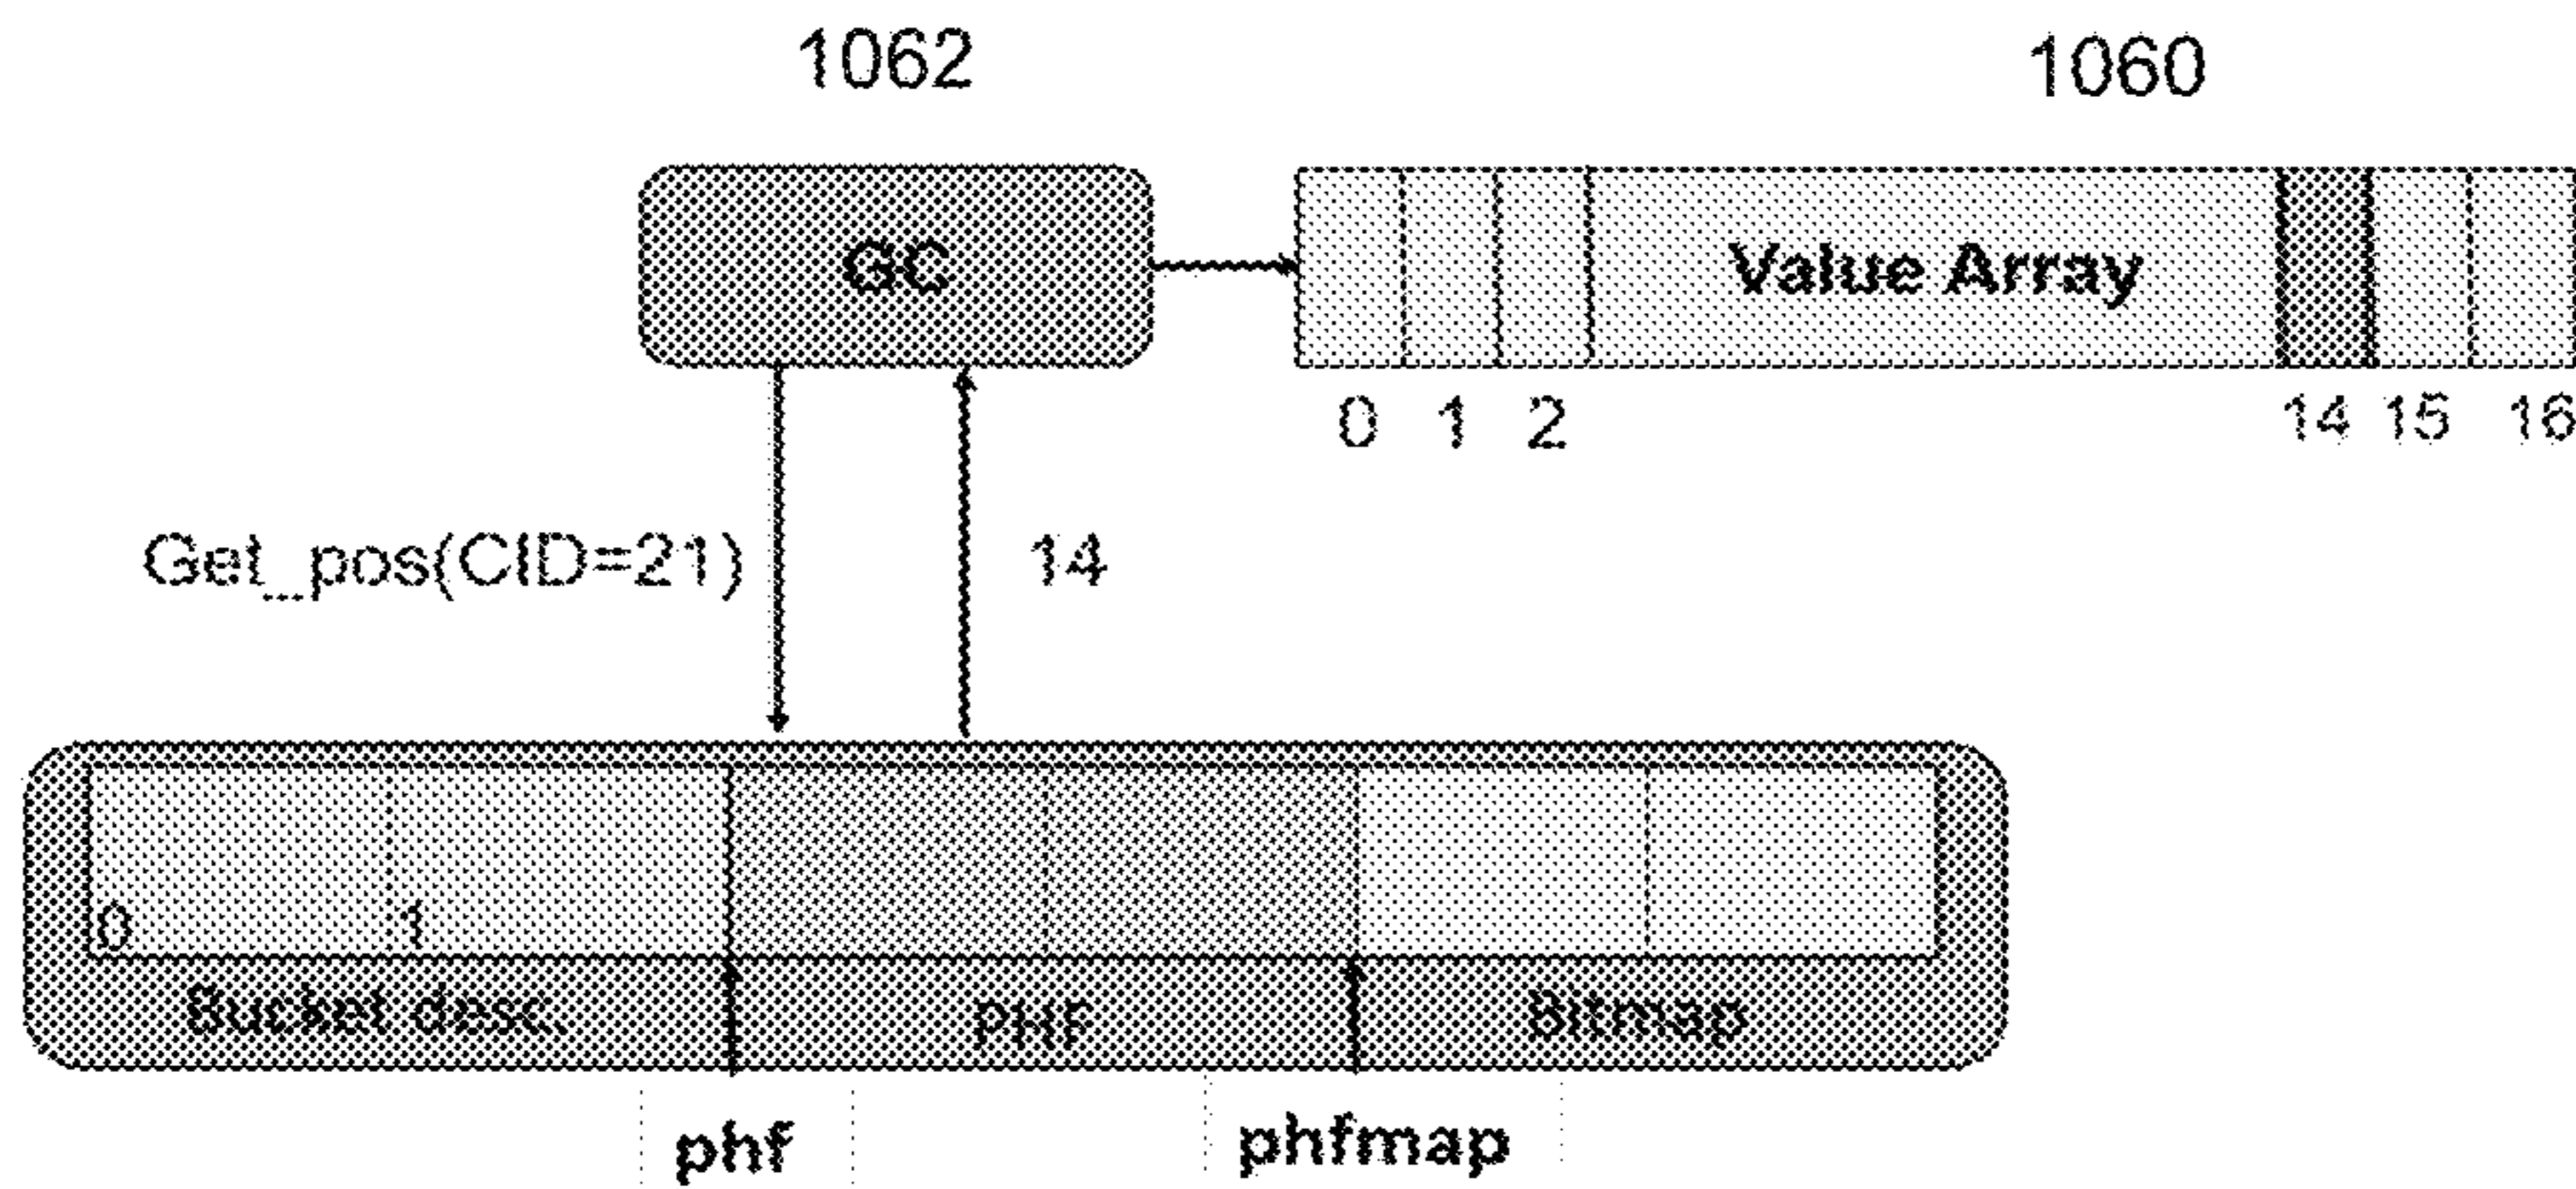 1062
1060
GC
Value Array
0 1 2 14 15 16
Get_pos(CID=21)
14
0 1
Bucket desc.
PHF
Bitmap
phf
phfmap